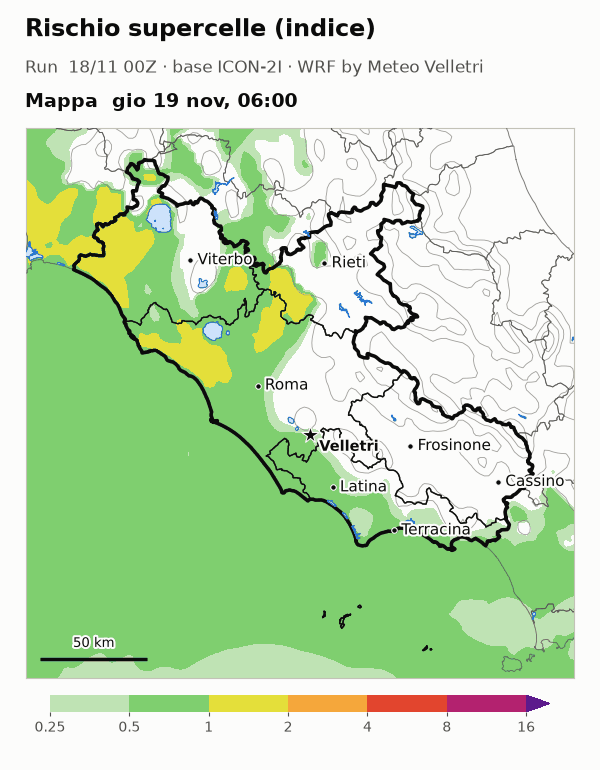 Rischio supercelle (indice)
Run  18/11 00Z · base ICON-2I · WRF by Meteo Velletri
Mappa  gio 19 nov, 06:00
Viterbo
Rieti
Roma
Velletri
Frosinone
Cassino
Latina
Terracina
50 km
0.25 0.5 1 2 4 8 16